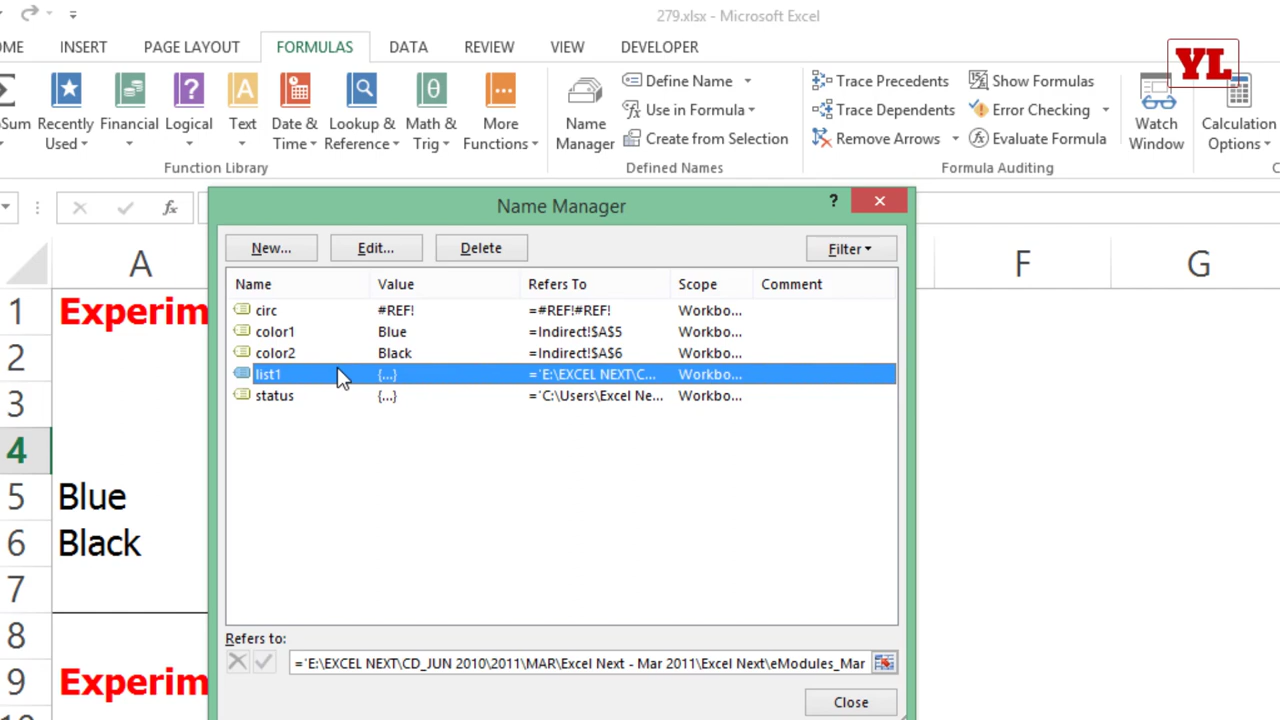 279.xlsx - Microsoft Excel
OME INSERT PAGE LAYOUT FORMULAS DATA REVIEW VIEW DEVELOPER
YL
Sum
Recently Used
Financial
Logical
Text
Date & Time
Lookup & Reference
Math & Trig
More Functions
Function Library
Name Manager
Define Name
Use in Formula
Create from Selection
Defined Names
Trace Precedents
Trace Dependents
Remove Arrows
Show Formulas
Error Checking
Evaluate Formula
Formula Auditing
Watch Window
Calculation Options
fx
Name Manager
? ×
New... Edit... Delete Filter
Name Value Refers To Scope Comment
circ #REF! =#REF!#REF! Workbo...
color1 Blue =Indirect!$A$5 Workbo...
color2 Black =Indirect!$A$6 Workbo...
list1 {...} ='E:\EXCEL NEXT\C... Workbo...
status {...} ='C:\Users\Excel Ne... Workbo...
Refers to:
='E:\EXCEL NEXT\CD_JUN 2010\2011\MAR\Excel Next - Mar 2011\Excel Next\eModules_Mar
Close
A F G
1 Experim
2
3
4
5 Blue
6 Black
7
8
9 Experim